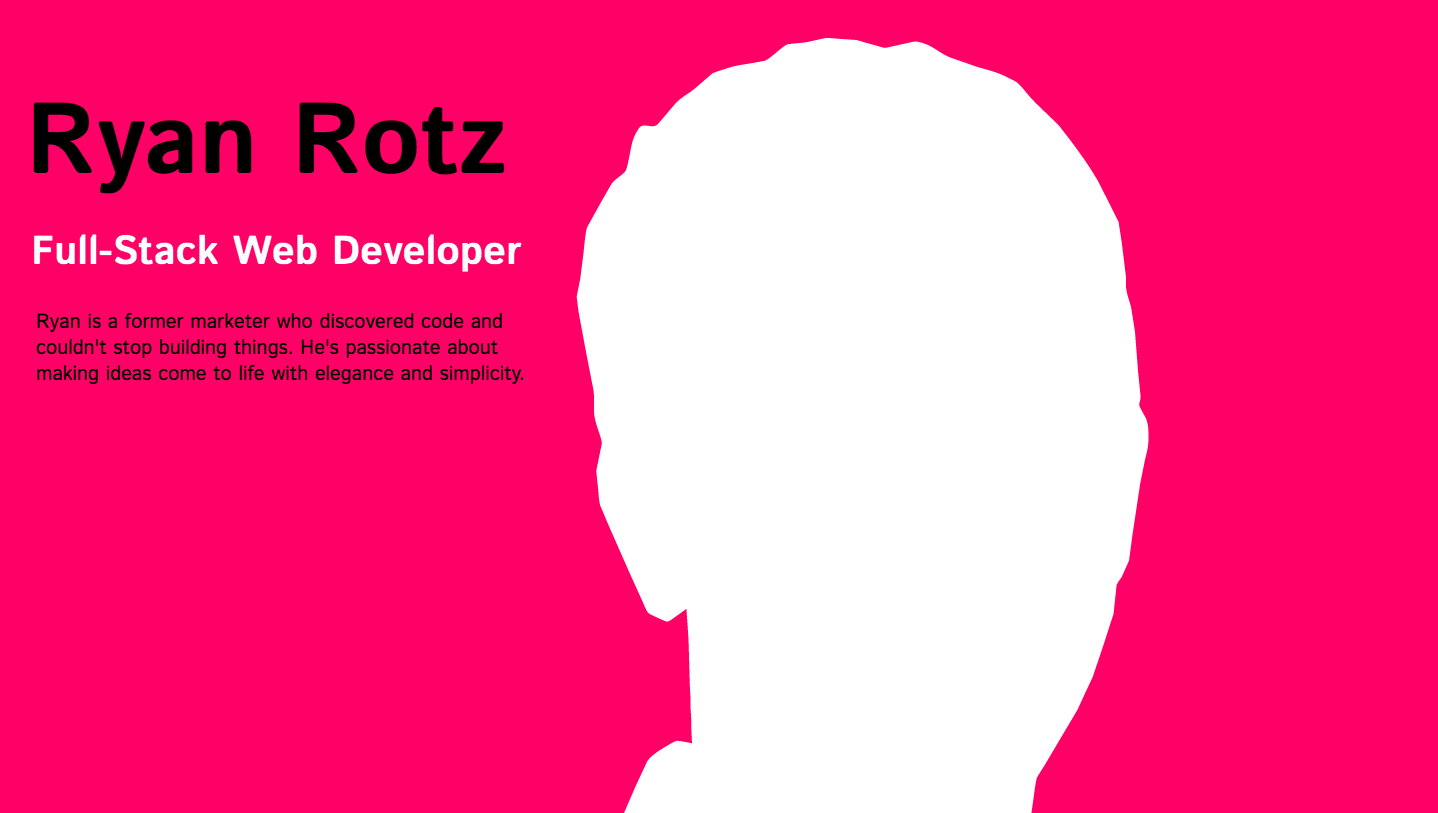 Ryan Rotz
Full-Stack Web Developer
Ryan is a former marketer who discovered code and
couldn't stop building things. He's passionate about
making ideas come to life with elegance and simplicity.